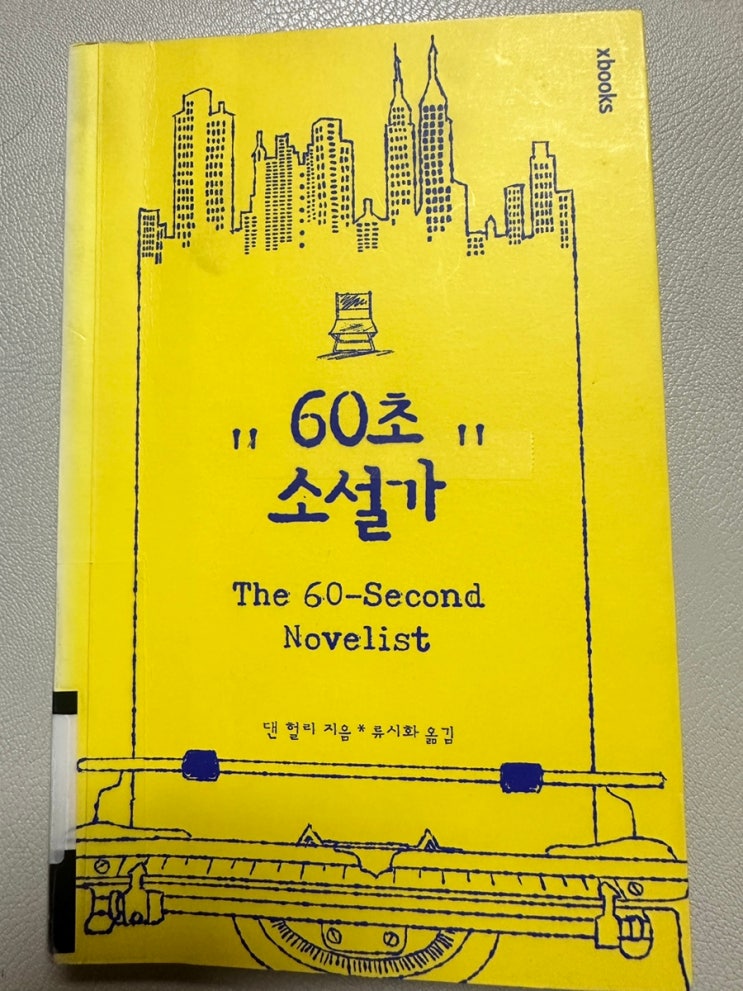 xbooks
"60초"
소설가
The 60-Second
Novelist
댄 헐리 지음 * 류시화 옮김